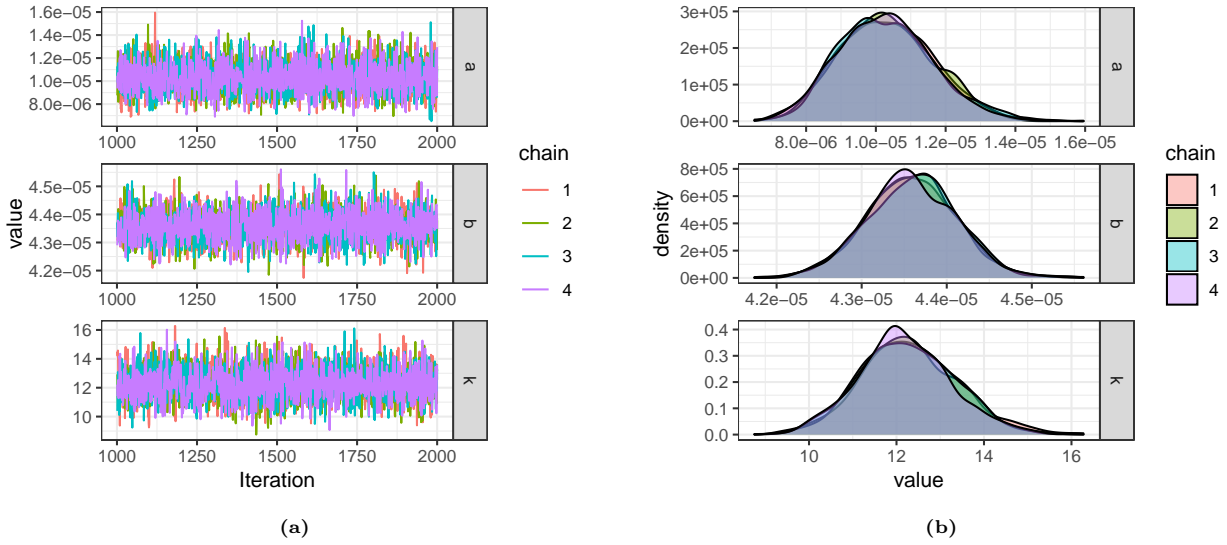 1.6e−05
1.4e−05
1.2e−05
1.0e−05
8.0e−06
1000 1250 1500 1750 2000
a
4.5e−05
4.4e−05
4.3e−05
4.2e−05
1000 1250 1500 1750 2000
b
16
14
12
10
1000 1250 1500 1750 2000
k
value
Iteration
chain
1
2
3
4
(a)
3e+05
2e+05
1e+05
0e+00
8.0e−06 1.0e−05 1.2e−05 1.4e−05 1.6e−05
a
8e+05
6e+05
4e+05
2e+05
0e+00
4.2e−05 4.3e−05 4.4e−05 4.5e−05
b
0.4
0.3
0.2
0.1
0.0
10 12 14 16
k
density
value
chain
1
2
3
4
(b)